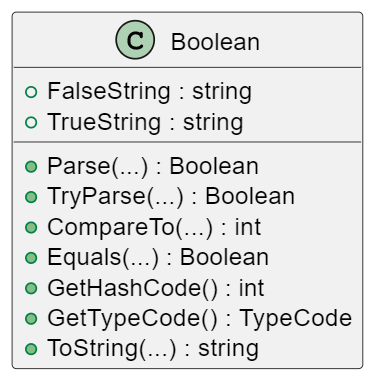 C Boolean
FalseString : string
TrueString : string
Parse(...) : Boolean
TryParse(...) : Boolean
CompareTo(...) : int
Equals(...) : Boolean
GetHashCode() : int
GetTypeCode() : TypeCode
ToString(...) : string